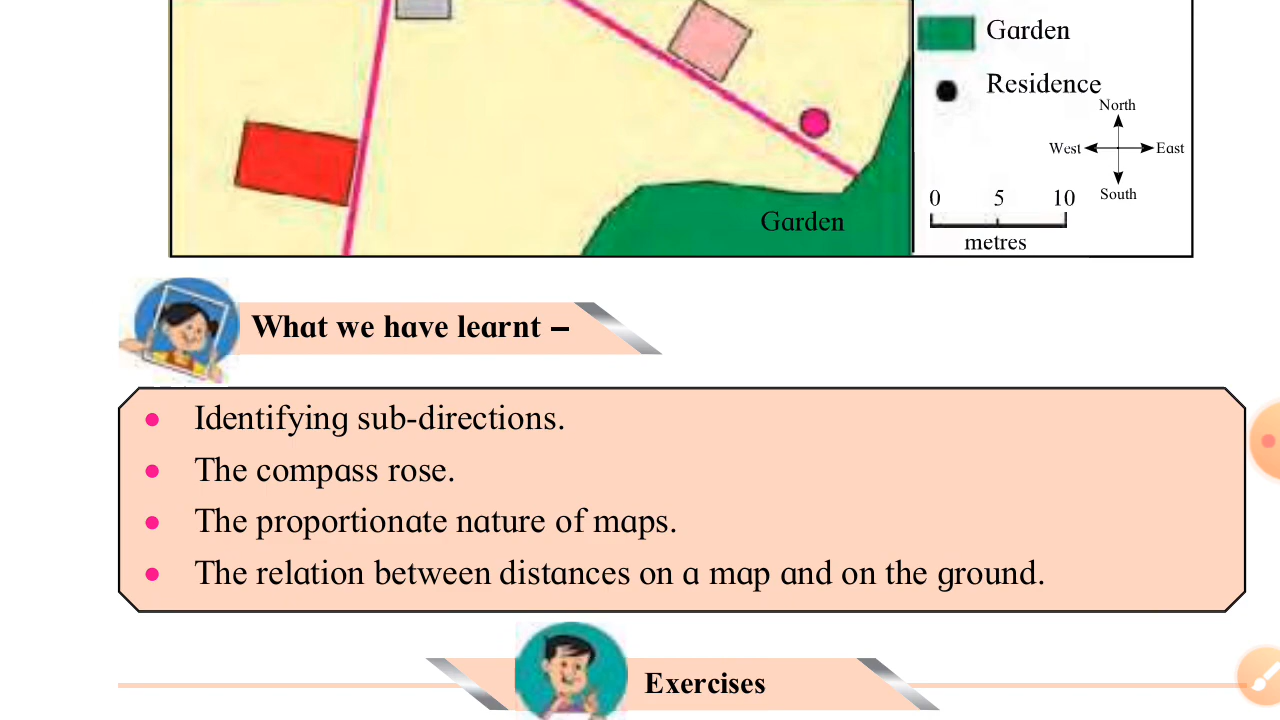 Garden
Residence
North
West East
South
0 5 10
metres
Garden
What we have learnt –
• Identifying sub-directions.
• The compass rose.
• The proportionate nature of maps.
• The relation between distances on a map and on the ground.
Exercises